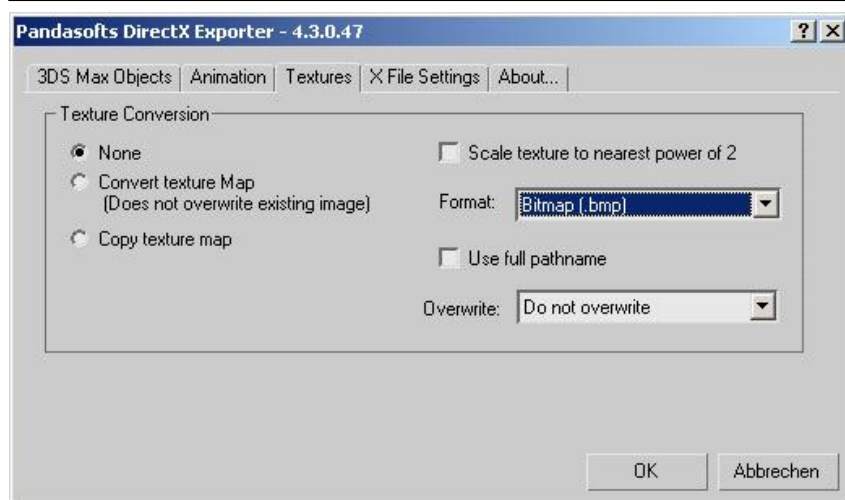 Pandasofts DirectX Exporter - 4.3.0.47
3DS Max Objects
Animation
Textures
X File Settings
About...
Texture Conversion
None
Convert texture Map
(Does not overwrite existing image)
Copy texture map
Scale texture to nearest power of 2
Format:
Bitmap (.bmp)
Use full pathname
Overwrite:
Do not overwrite
OK
Abbrechen